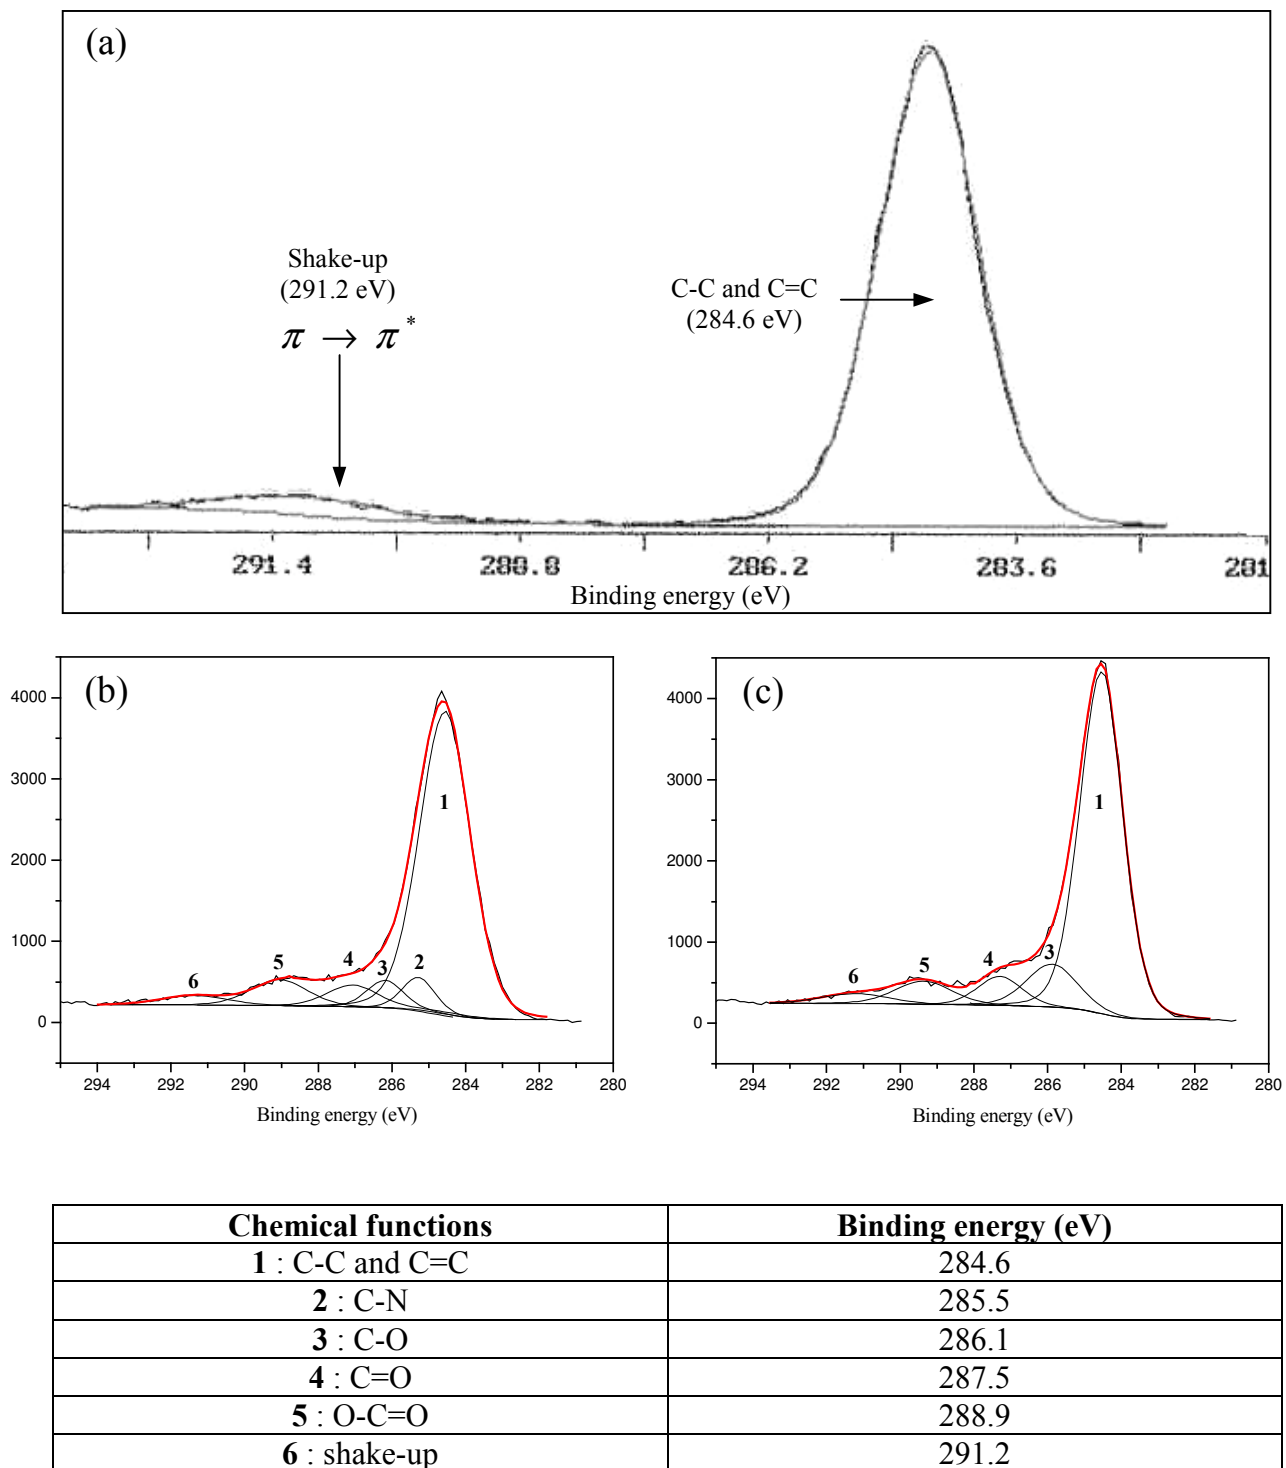 (a)
Shake-up
(291.2 eV)
π → π*
C-C and C=C
(284.6 eV)
291.4 288.8 286.2 283.6 281
Binding energy (eV)
(b)
4000
3000
2000
1000
0
1
2
3
4
5
6
294 292 290 288 286 284 282 280
Binding energy (eV)
(c)
4000
3000
2000
1000
0
1
3
4
5
6
294 292 290 288 286 284 282 280
Binding energy (eV)
Chemical functions Binding energy (eV)
1 : C-C and C=C 284.6
2 : C-N 285.5
3 : C-O 286.1
4 : C=O 287.5
5 : O-C=O 288.9
6 : shake-up 291.2